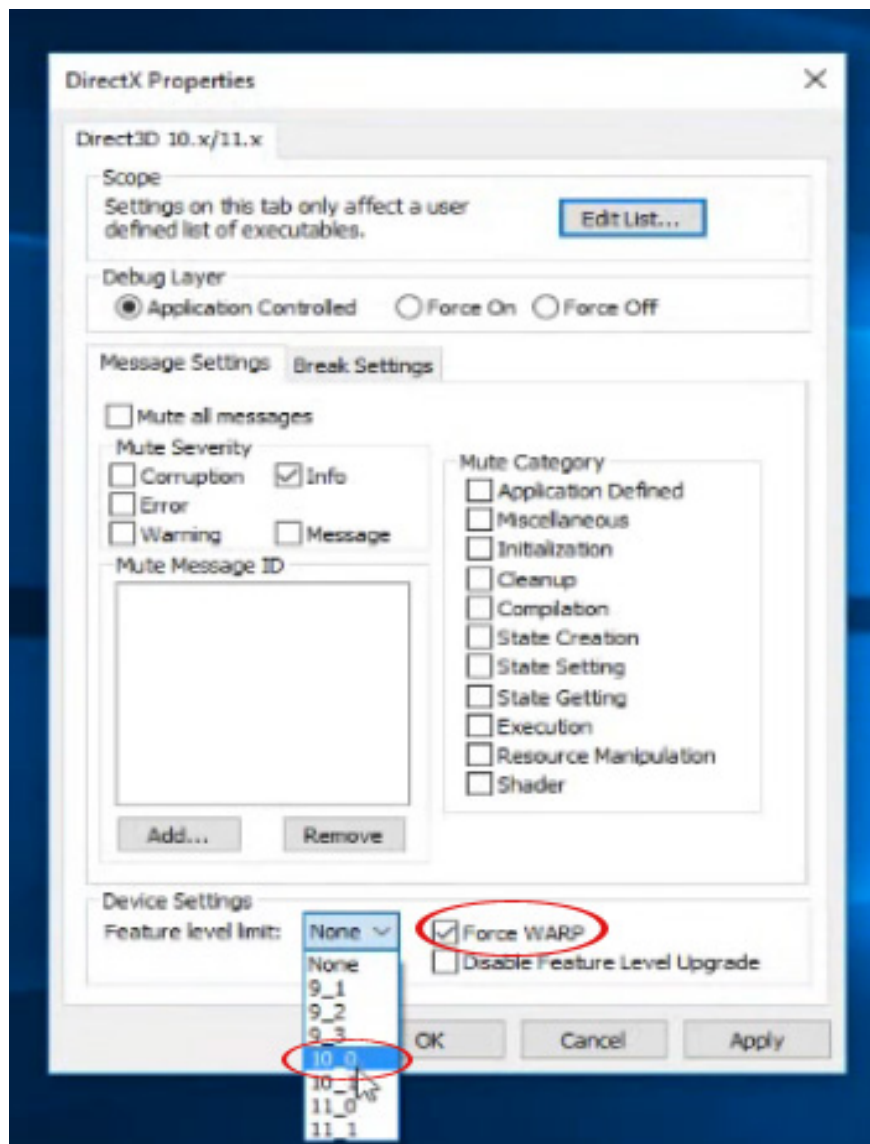 DirectX Properties
Direct3D 10.x/11.x
Scope
Settings on this tab only affect a user
defined list of executables.
Edit List...
Debug Layer
Application Controlled
Force On
Force Off
Message Settings
Break Settings
Mute all messages
Mute Severity
Corruption
Info
Error
Warning
Message
Mute Message ID
Add...
Remove
Mute Category
Application Defined
Miscellaneous
Initialization
Cleanup
Compilation
State Creation
State Setting
State Getting
Execution
Resource Manipulation
Shader
Device Settings
Feature level limit:
None
Force WARP
Disable Feature Level Upgrade
None
9_1
9_2
9_3
10_0
10_1
11_0
11_1
OK
Cancel
Apply